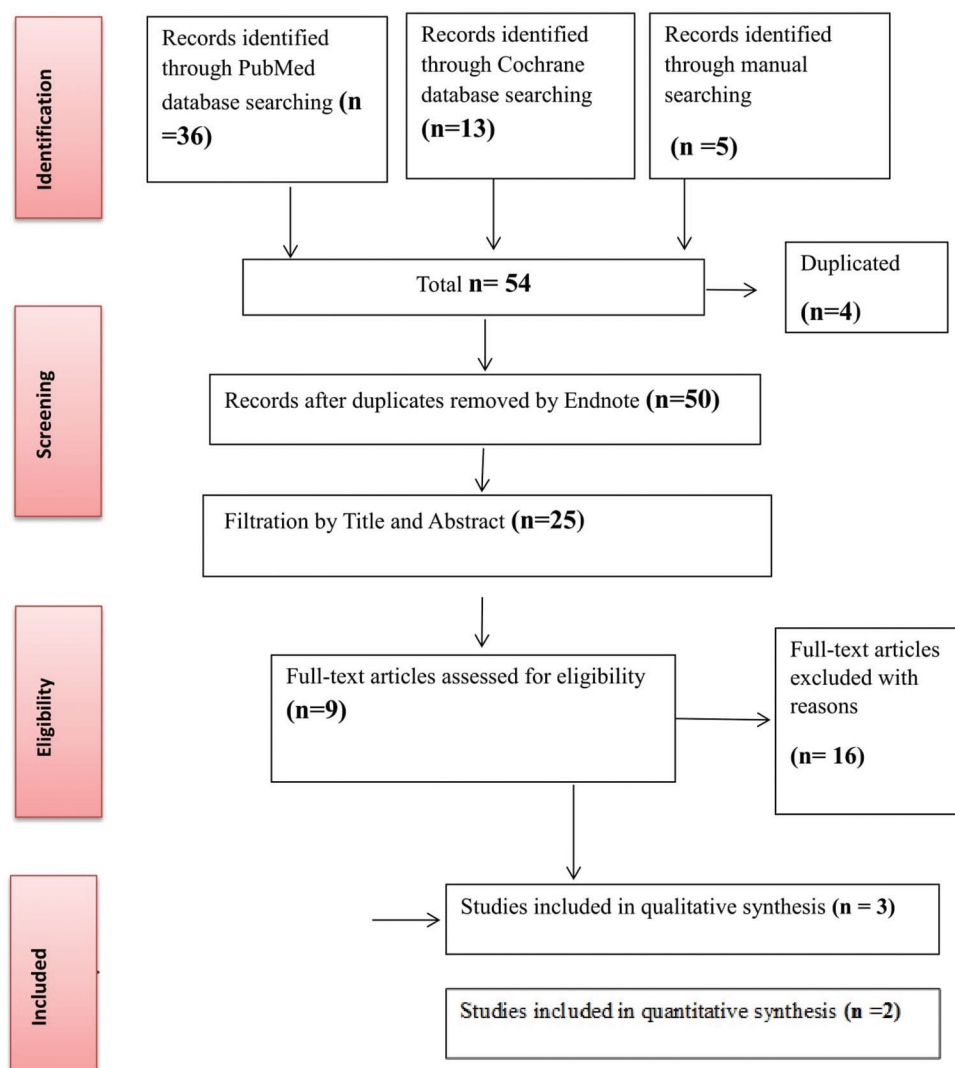 Identification
Records identified
through PubMed
database searching (n
=36)
Records identified
through Cochrane
database searching
(n=13)
Records identified
through manual
searching
(n =5)
Total n= 54
Duplicated
(n=4)
Screening
Records after duplicates removed by Endnote (n=50)
Filtration by Title and Abstract (n=25)
Eligibility
Full-text articles assessed for eligibility
(n=9)
Full-text articles
excluded with
reasons
(n= 16)
Included
Studies included in qualitative synthesis (n = 3)
Studies included in quantitative synthesis (n =2)